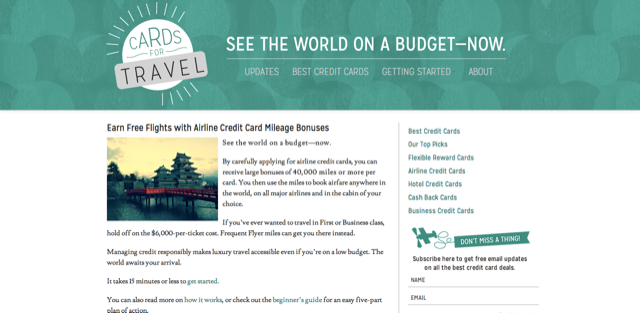 CARDS
FOR
TRAVEL
SEE THE WORLD ON A BUDGET—NOW.
UPDATES BEST CREDIT CARDS GETTING STARTED ABOUT
Earn Free Flights with Airline Credit Card Mileage Bonuses
See the world on a budget—now.
By carefully applying for airline credit cards, you can
receive large bonuses of 40,000 miles or more per
card. You then use the miles to book airfare anywhere in
the world, on all major airlines and in the cabin of your
choice.
If you've ever wanted to travel in First or Business class,
hold off on the $6,000-per-ticket cost. Frequent Flyer miles can get you there instead.
Managing credit responsibly makes luxury travel accessible even if you're on a low budget. The
world awaits your arrival.
It takes 15 minutes or less to get started.
You can also read more on how it works, or check out the beginner's guide for an easy five-part
plan of action.
Best Credit Cards
Our Top Picks
Flexible Reward Cards
Airline Credit Cards
Hotel Credit Cards
Cash Back Cards
Business Credit Cards
DON'T MISS A THING!
Subscribe here to get free email updates
on all the best credit card deals.
NAME
EMAIL